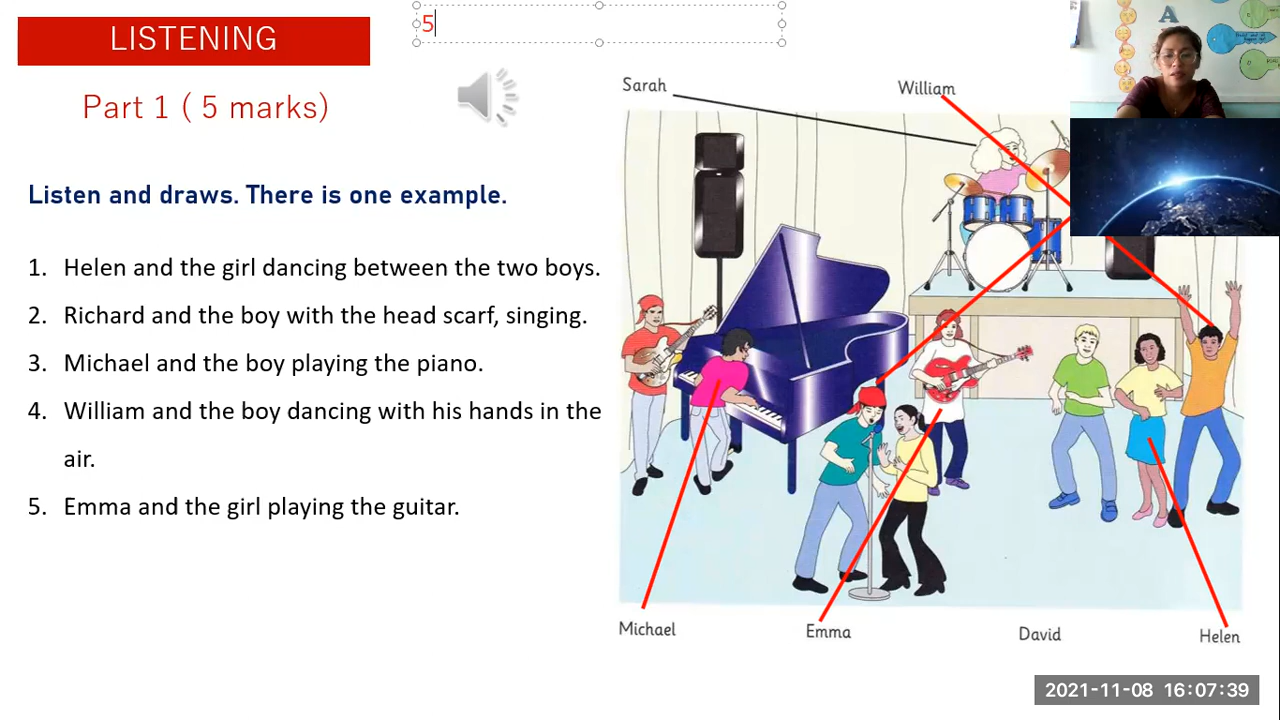 LISTENING
5
Part 1 ( 5 marks)
Listen and draws. There is one example.
1. Helen and the girl dancing between the two boys.
2. Richard and the boy with the head scarf, singing.
3. Michael and the boy playing the piano.
4. William and the boy dancing with his hands in the
air.
5. Emma and the girl playing the guitar.
Sarah
William
Michael
Emma
David
Helen
A
2021-11-08 16:07:39